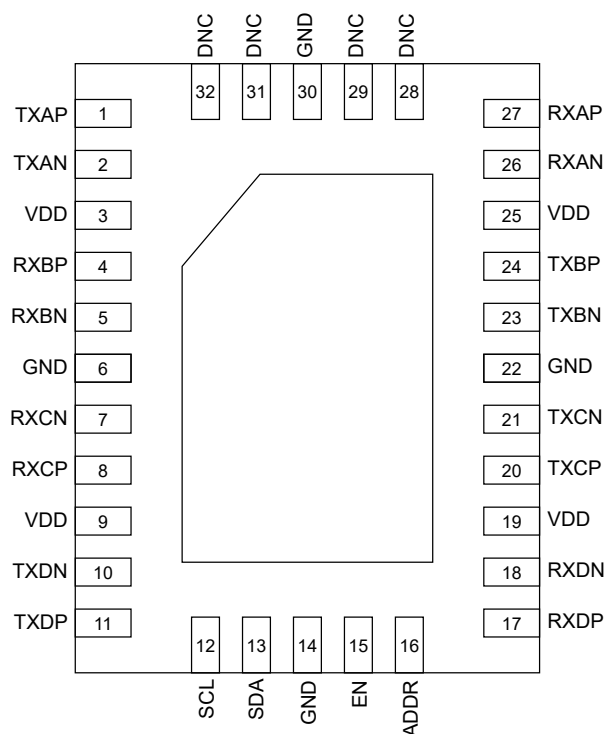 DNC DNC GND DNC DNC
32 31 30 29 28
TXAP 1 27 RXAP
TXAN 2 26 RXAN
VDD 3 25 VDD
RXBP 4 24 TXBP
RXBN 5 23 TXBN
GND 6 22 GND
RXCN 7 21 TXCN
RXCP 8 20 TXCP
VDD 9 19 VDD
TXDN 10 18 RXDN
TXDP 11 17 RXDP
12 13 14 15 16
SCL SDA GND EN ADDR